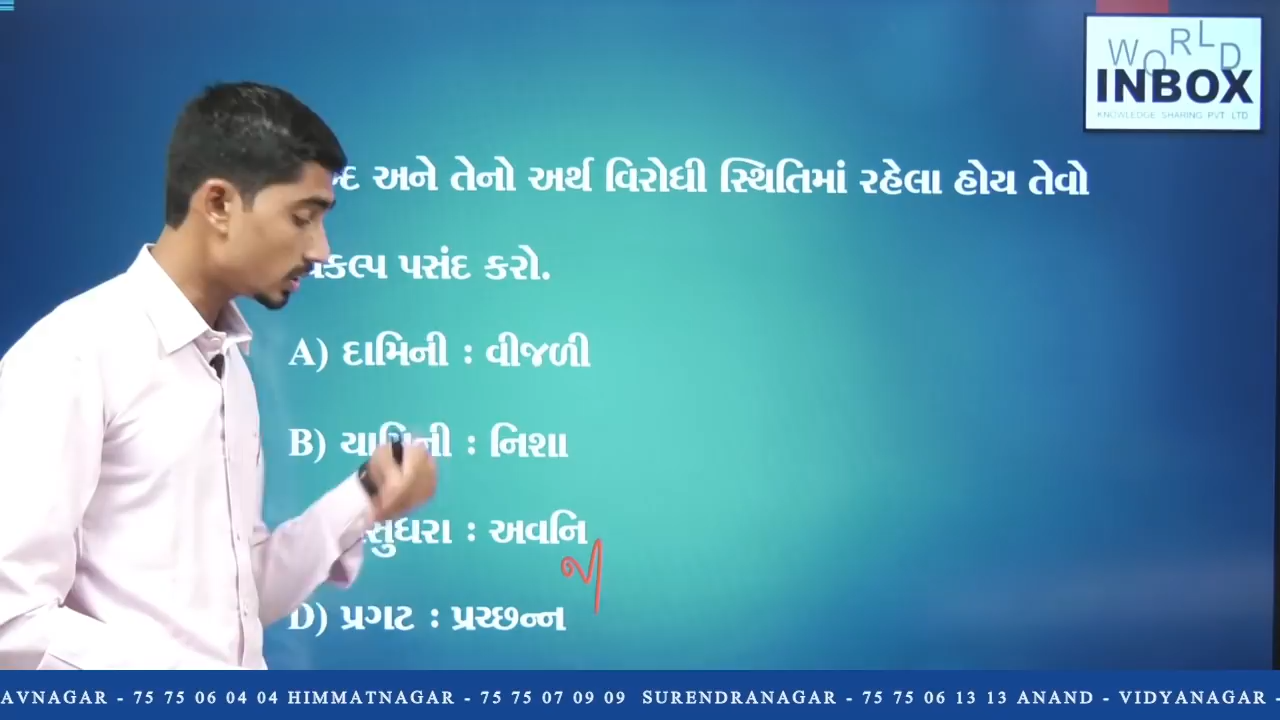 WORLD
INBOX
KNOWLEDGE SHARING PVT LTD
અને તેનો અર્થ વિરોધી સ્થિતિમાં રહેલા હોય તેવો
પસંદ કરો.
A) દામિની : વીજળી
B) યામિની : નિશા
અવનિ
D) પ્રગટ : પ્રચ્છન્ન
AVNAGAR - 75 75 06 04 04 HIMMATNAGAR - 75 75 07 09 09 SURENDRANAGAR - 75 75 06 13 13 ANAND - VIDYANAGAR -